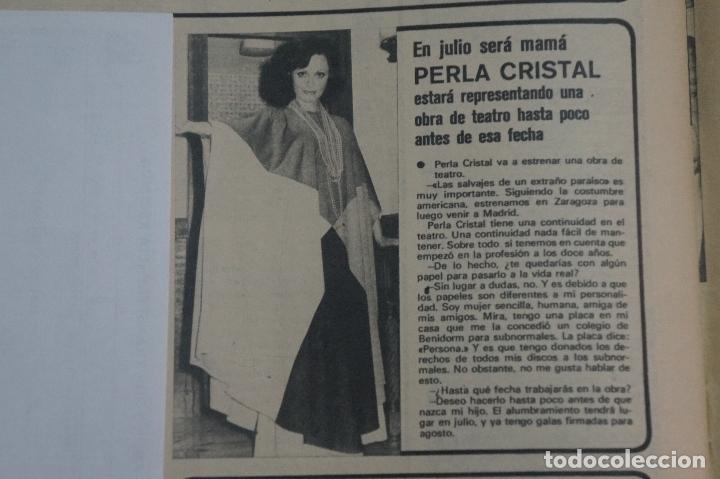 En julio será mamá
PERLA CRISTAL
estará representando una
obra de teatro hasta poco
antes de esa fecha
● Perla Cristal va a estrenar una obra de
teatro.
—«Las salvajes de un extraño paraíso» es
muy importante. Siguiendo la costumbre
americana, estrenamos en Zaragoza para
luego venir a Madrid.
Perla Cristal tiene una continuidad en el
teatro. Una continuidad nada fácil de man-
tener. Sobre todo si tenemos en cuenta que
empezó en la profesión a los doce años.
—De lo hecho, ¿te quedarías con algún
papel para pasarlo a la vida real?
—Sin lugar a dudas, no. Y es debido a que
los papeles son diferentes a mi personali-
dad. Soy mujer sencilla, humana, amiga de
mis amigos. Mira, tengo una placa en mi
casa que me la concedió un colegio de
Benidorm para subnormales. La placa dice:
«Persona.» Y es que tengo donados los de-
rechos de todos mis discos a los subnor-
males. No obstante, no me gusta hablar de
esto.
—¿Hasta qué fecha trabajarás en la obra?
—Deseo hacerlo hasta poco antes de que
nazca mi hijo. El alumbramiento tendrá lu-
gar en julio, y ya tengo galas firmadas para
agosto.
todocoleccion.net